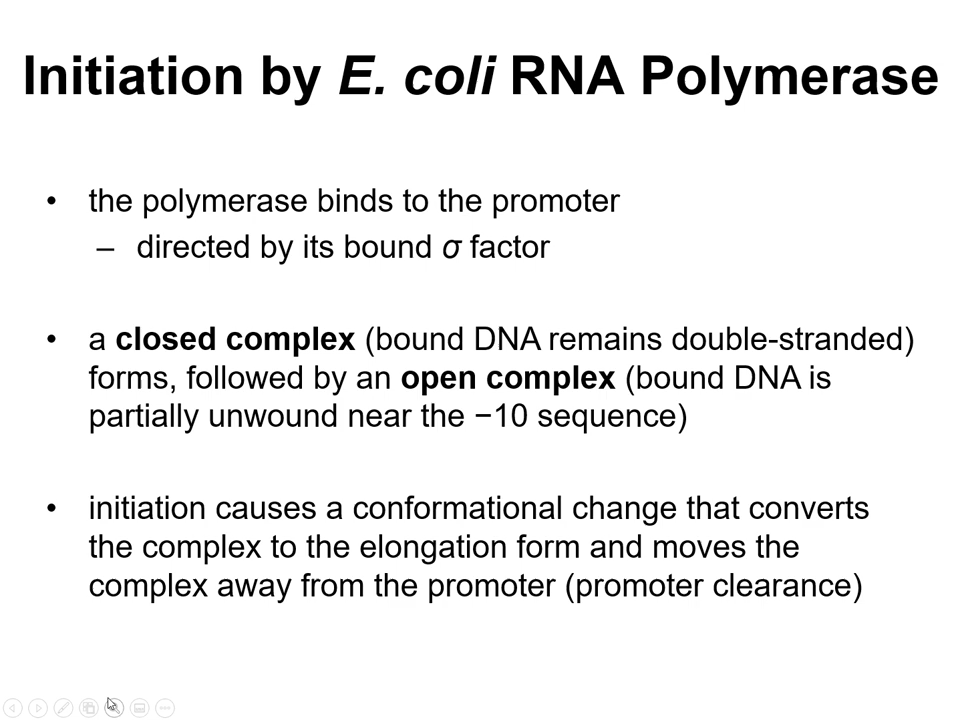 Initiation by E. coli RNA Polymerase
• the polymerase binds to the promoter
– directed by its bound σ factor
• a closed complex (bound DNA remains double-stranded)
forms, followed by an open complex (bound DNA is
partially unwound near the −10 sequence)
• initiation causes a conformational change that converts
the complex to the elongation form and moves the
complex away from the promoter (promoter clearance)